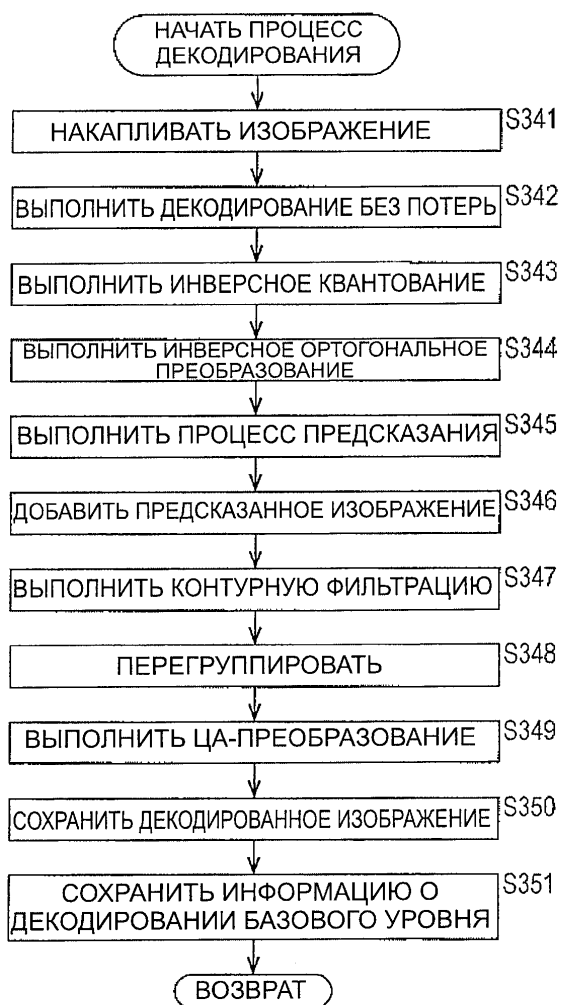 НАЧАТЬ ПРОЦЕСС
ДЕКОДИРОВАНИЯ
НАКАПЛИВАТЬ ИЗОБРАЖЕНИЕ
S341
ВЫПОЛНИТЬ ДЕКОДИРОВАНИЕ БЕЗ ПОТЕРЬ
S342
ВЫПОЛНИТЬ ИНВЕРСНОЕ КВАНТОВАНИЕ
S343
ВЫПОЛНИТЬ ИНВЕРСНОЕ ОРТОГОНАЛЬНОЕ
ПРЕОБРАЗОВАНИЕ
S344
ВЫПОЛНИТЬ ПРОЦЕСС ПРЕДСКАЗАНИЯ
S345
ДОБАВИТЬ ПРЕДСКАЗАННОЕ ИЗОБРАЖЕНИЕ
S346
ВЫПОЛНИТЬ КОНТУРНУЮ ФИЛЬТРАЦИЮ
S347
ПЕРЕГРУППИРОВАТЬ
S348
ВЫПОЛНИТЬ ЦА-ПРЕОБРАЗОВАНИЕ
S349
СОХРАНИТЬ ДЕКОДИРОВАННОЕ ИЗОБРАЖЕНИЕ
S350
СОХРАНИТЬ ИНФОРМАЦИЮ О
ДЕКОДИРОВАНИИ БАЗОВОГО УРОВНЯ
S351
ВОЗВРАТ